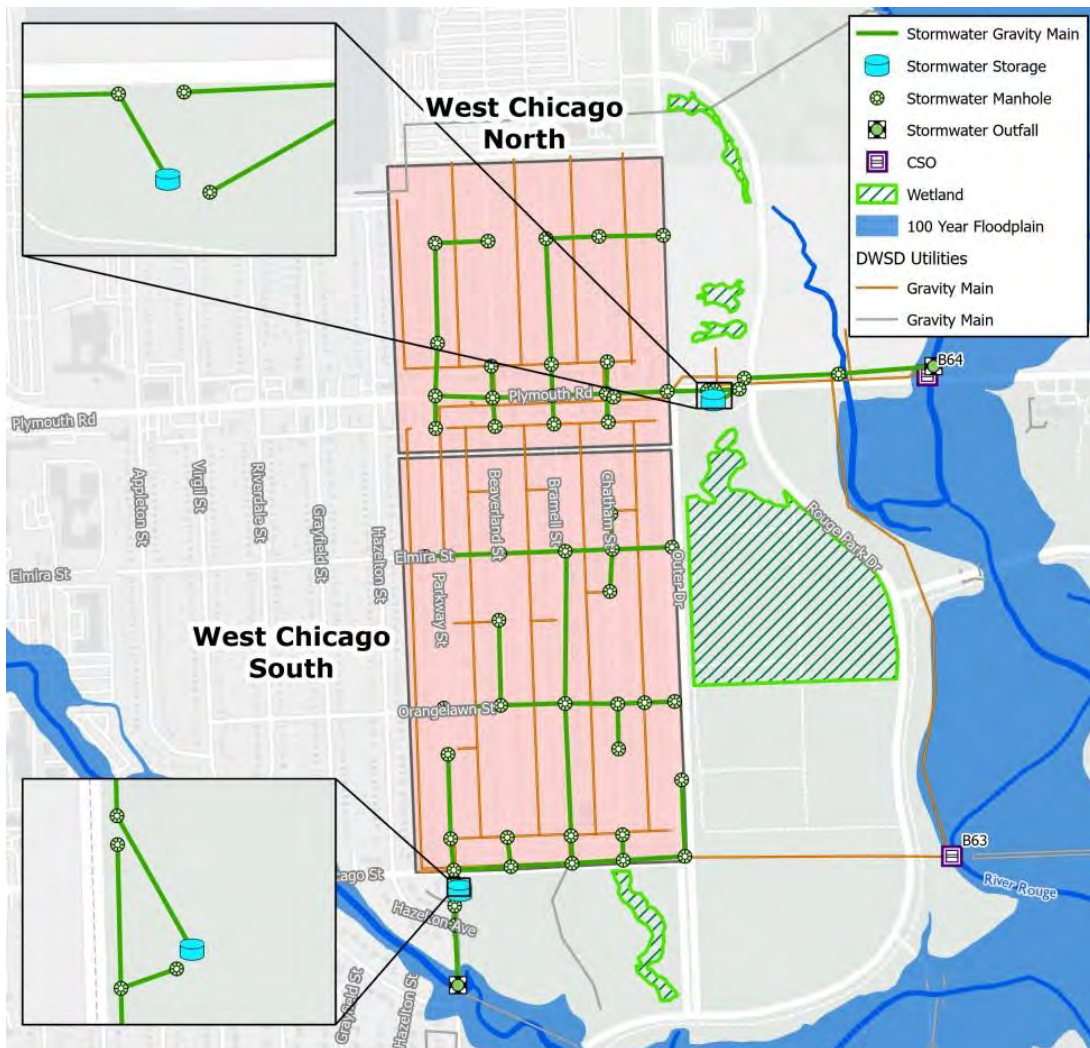 West Chicago
North
Stormwater Gravity Main
Stormwater Storage
Stormwater Manhole
Stormwater Outfall
CSO
Wetland
100 Year Floodplain
DWSD Utilities
Gravity Main
Gravity Main
B64
Plymouth Rd
Plymouth Rd
Appleton St
Virgil St
Riverdale St
Grayfield St
Hazelton St
Parkway St
Beaverland St
Bramell St
Chatham St
Outer Dr
Rouge Park Dr
Elmira St
Elmira St
West Chicago
South
Orangelawn St
B63
River Rouge
cago St
Hazelton Ave
Grayfield St
Hazelton St